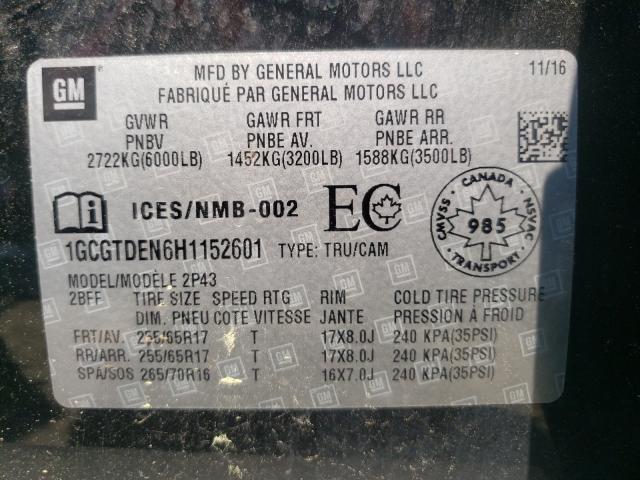 GM
MFD BY GENERAL MOTORS LLC 11/16
FABRIQUÉ PAR GENERAL MOTORS LLC
GVWR GAWR FRT GAWR RR
PNBV PNBE AV. PNBE ARR.
2722KG(6000LB) 1452KG(3200LB) 1588KG(3500LB)
ICES/NMB-002 EC
CANADA
CMVSS 985 NSVAC
TRANSPORT
1GCGTDEN6H1152601 TYPE: TRU/CAM
MODEL/MODÈLE 2P43
2BFF TIRE SIZE SPEED RTG RIM COLD TIRE PRESSURE
DIM. PNEU COTE VITESSE JANTE PRESSION À FROID
FRT/AV. 255/65R17 T 17X8.0J 240 KPA(35PSI)
RR/ARR. 255/65R17 T 17X8.0J 240 KPA(35PSI)
SPA/SOS 265/70R16 T 16X7.0J 240 KPA(35PSI)